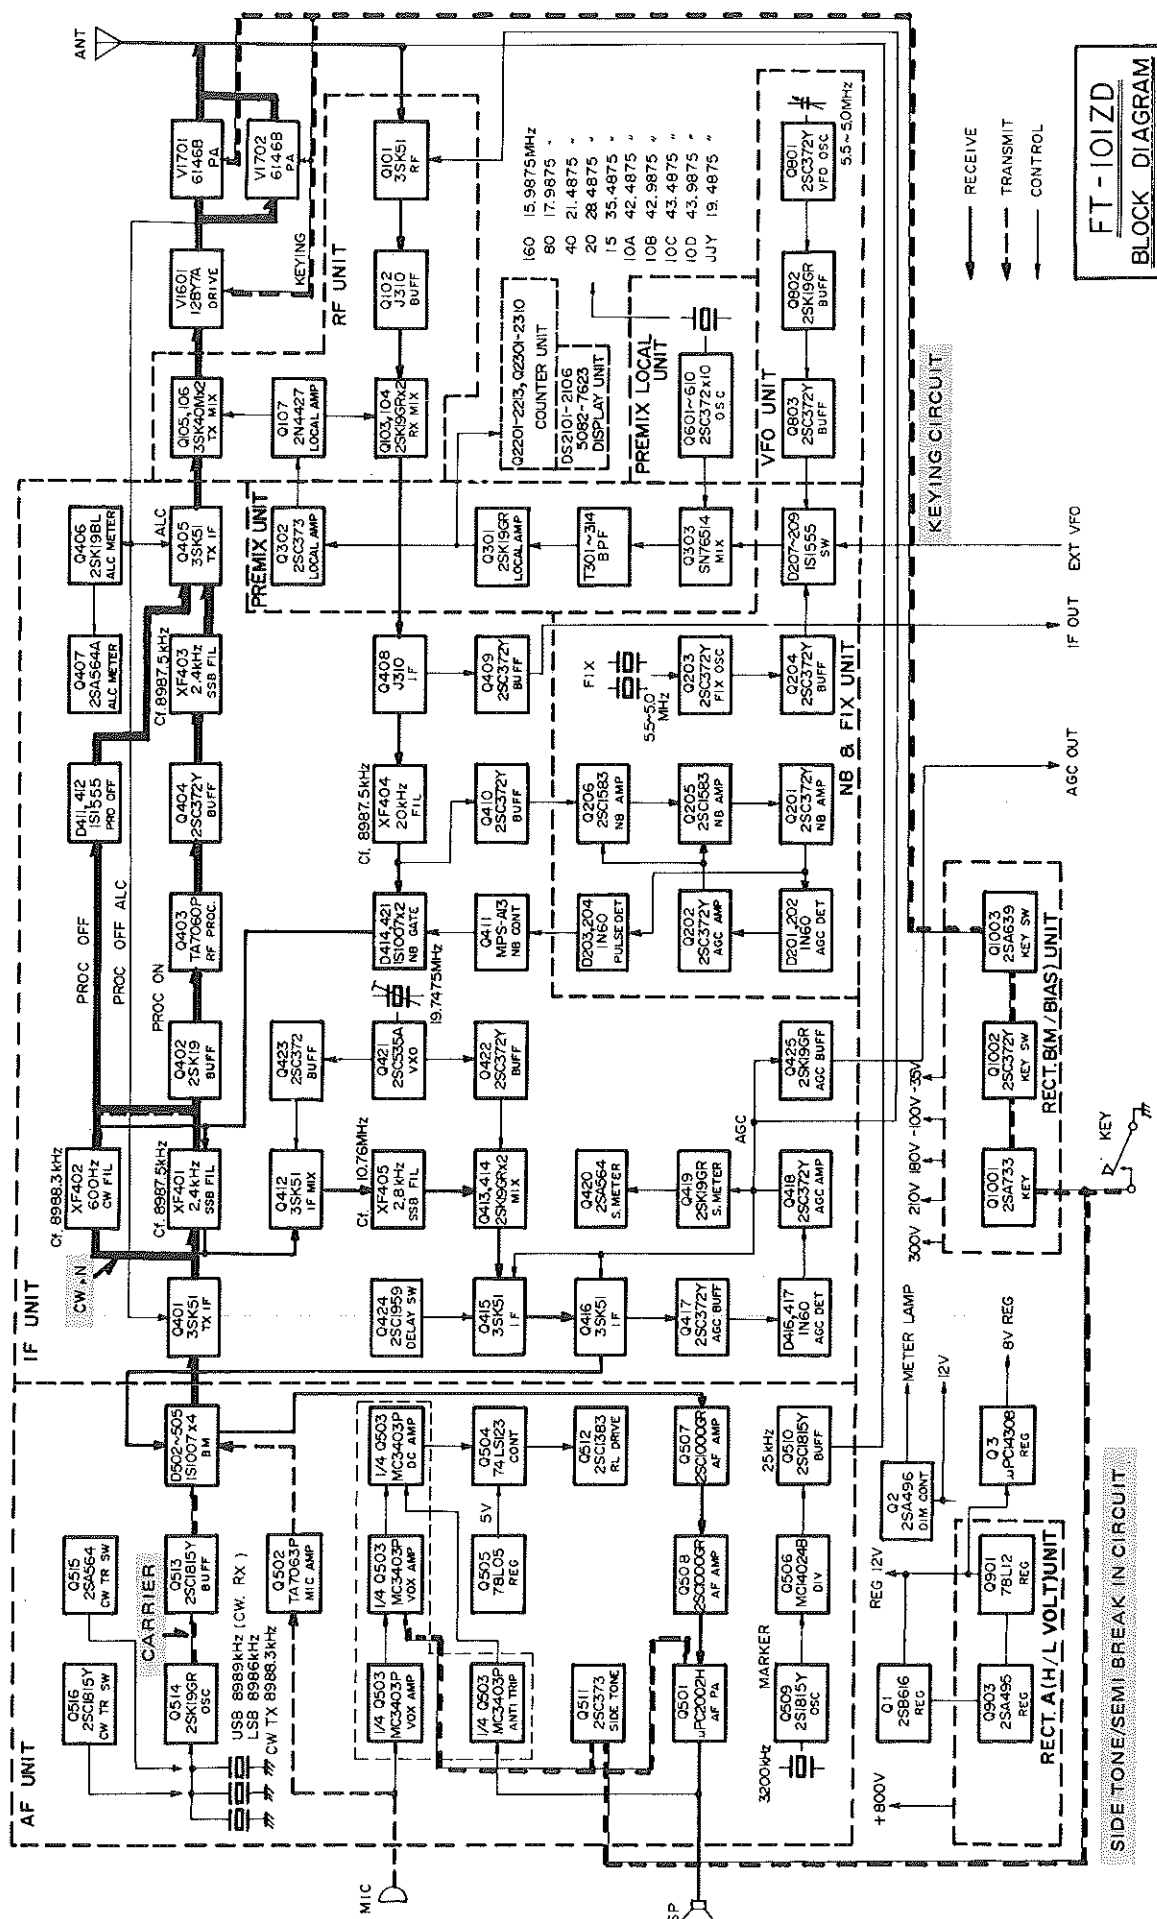 FT-101ZD
BLOCK DIAGRAM
RECEIVE
TRANSMIT
CONTROL
AF UNIT
Q516
2SC1815Y
CW TR SW
Q515
2SA564
CW TR SW
Q514
2SK19GR
OSC
CARRIER
Q513
2SC1815Y
BUFF
D502~505
1S1007x4
BM
USB 8989kHz (CW. RX)
LSB 8986kHz
CW TX 8988.3kHz
Q502
TA7063P
MIC AMP
MIC
1/4 Q503
MC3403P
VOX AMP
1/4 Q503
MC3403P
VOX AMP
1/4 Q503
MC3403P
DC AMP
1/4 Q503
MC3403P
ANTI TRIP
Q505
78L05
REG
5V
Q504
74LS123
CONT
Q511
2SC373
SIDE TONE
Q512
2SC1383
RL DRIVE
SP
Q501
μPC2002H
AF PA
Q508
2SC1000GR
AF AMP
Q507
2SC1000GR
AF AMP
3200kHz
MARKER
Q509
2S1815Y
OSC
Q506
MC14024B
DIV
25kHz
Q510
2SC1815Y
BUFF
IF UNIT
CW-N
Cf. 8988.3kHz
XF402
600Hz
CW FIL
PROC OFF
D411, 412
1S1555
PRO OFF
Q407
2SA564A
ALC METER
Q406
2SK19BL
ALC METER
PROC OFF ALC
ALC
Q401
3SK51
TX IF
Cf. 8987.5kHz
XF401
2.4kHz
SSB FIL
PROC ON
Q402
2SK19
BUFF
Q403
TA7060P
RF PROC.
Q404
2SC372Y
BUFF
Cf. 8987.5kHz
XF403
2.4kHz
SSB FIL
Q405
3SK51
TX IF
Q412
3SK51
IF MIX
Q423
2SC372
BUFF
Q421
2SC535A
VXO
19.7475MHz
Q422
2SC372Y
BUFF
Cf. 10.76MHz
XF405
2.8kHz
SSB FIL
Q424
2SC1959
DELAY SW
Q415
3SK51
IF
Q413, 414
2SK19GRx2
MIX
Q416
3SK51
IF
Q417
2SC372Y
AGC BUFF
D416, 417
1N60
AGC DET
Q418
2SC372Y
AGC AMP
Q419
2SK19GR
S. METER
Q420
2SA564
S. METER
AGC
Q425
2SK19GR
AGC BUFF
D414, 421
1S1007x2
NB GATE
Cf. 8987.5kHz
XF404
20kHz
FIL
Q408
J310
IF
Q411
MPS-A13
NB CONT
Q410
2SC372Y
BUFF
Q409
2SC372Y
BUFF
NB & FIX UNIT
D203, 204
1N60
PULSE DET
Q206
2SC1583
NB AMP
Q202
2SC372Y
AGC AMP
Q205
2SC1583
NB AMP
D201, 202
1N60
AGC DET
Q201
2SC372Y
NB AMP
FIX
5.5~5.0
MHz
Q203
2SC372Y
FIX OSC
Q204
2SC372Y
BUFF
PREMIX UNIT
Q302
2SC373
LOCAL AMP
Q301
2SK19GR
LOCAL AMP
T301~314
BPF
Q303
SN76514
MIX
D207~209
1S1555
SW
RF UNIT
Q105, 106
3SK40Mx2
TX MIX
Q107
2N4427
LOCAL AMP
Q103, 104
2SK19GRx2
RX MIX
Q102
J310
BUFF
Q101
3SK51
RF
V1601
12BY7A
DRIVE
KEYING
V1701
6146B
PA
V1702
6146B
PA
ANT
Q2201-2213, Q2301-2310
COUNTER UNIT
DS2101-2106
5082-7623
DISPLAY UNIT
PREMIX LOCAL
UNIT
Q601~610
2SC372x10
OSC
160 15.9875MHz
80 17.9875 〃
40 21.4875 〃
20 28.4875 〃
15 35.4875 〃
10A 42.4875 〃
10B 42.9875 〃
10C 43.4875 〃
10D 43.9875 〃
JJY 19.4875 〃
VFO UNIT
Q803
2SC372Y
BUFF
Q802
2SK19GR
BUFF
Q801
2SC372Y
VFO OSC
5.5~5.0MHz
KEYING CIRCUIT
EXT VFO
IF OUT
AGC OUT
RECT. B(M/BIAS) UNIT
Q1001
2SA733
KEY
Q1002
2SC372Y
KEY SW
Q1003
2SA639
KEY SW
300V 210V 180V -100V -35V
KEY
METER LAMP
12V
8V REG
Q2
2SA496
DIM CONT
Q3
μPC14308
REG
REG 12V
Q1
2SB616
REG
Q903
2SA495
REG
Q901
78L12
REG
RECT. A (H/L VOLT) UNIT
+800V
SIDE TONE/SEMI BREAK IN CIRCUIT